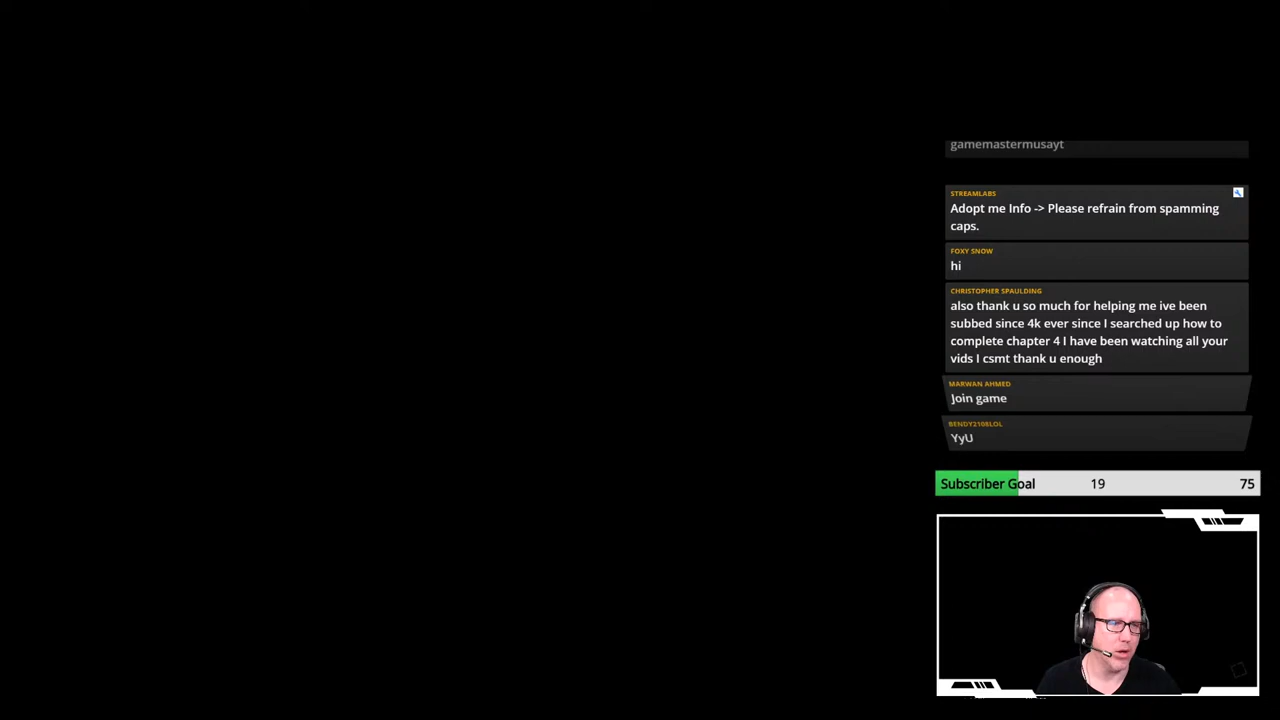 gamemastermusayt
STREAMLABS
Adopt me Info -> Please refrain from spamming
caps.
FOXY SNOW
hi
CHRISTOPHER SPAULDING
also thank u so much for helping me ive been
subbed since 4k ever since I searched up how to
complete chapter 4 I have been watching all your
vids I csmt thank u enough
MARWAN AHMED
Join game
BENDY2108LOL
YyU
Subscriber Goal 19 75